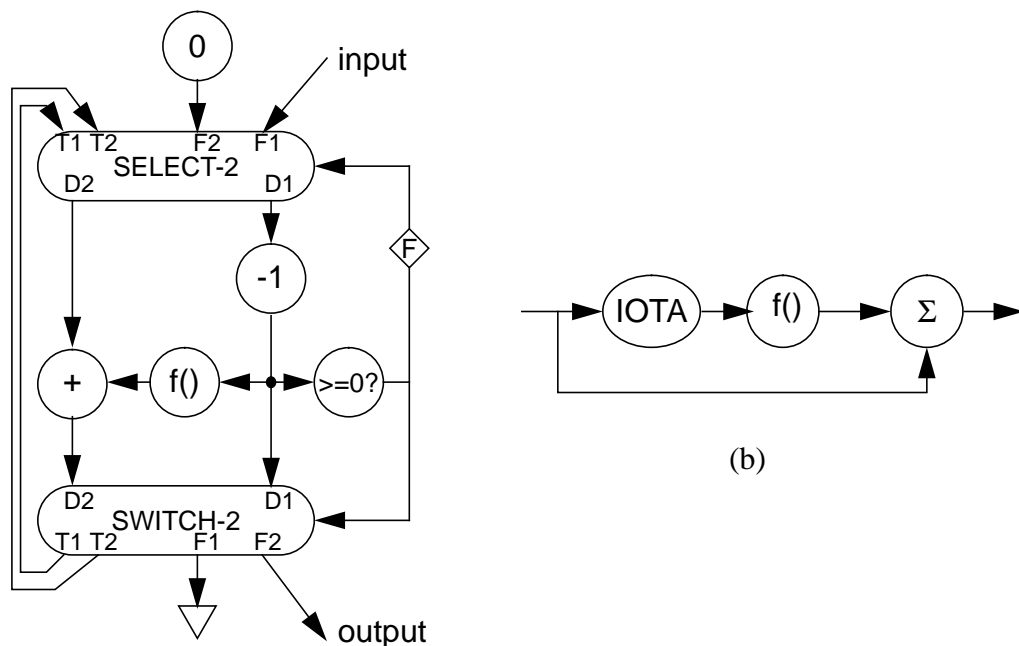 0
input
T1 T2 F2 F1
SELECT-2
D2 D1
F
-1
+ f() >=0?
D2 D1
SWITCH-2
T1 T2 F1 F2
output
IOTA f() Σ
(b)